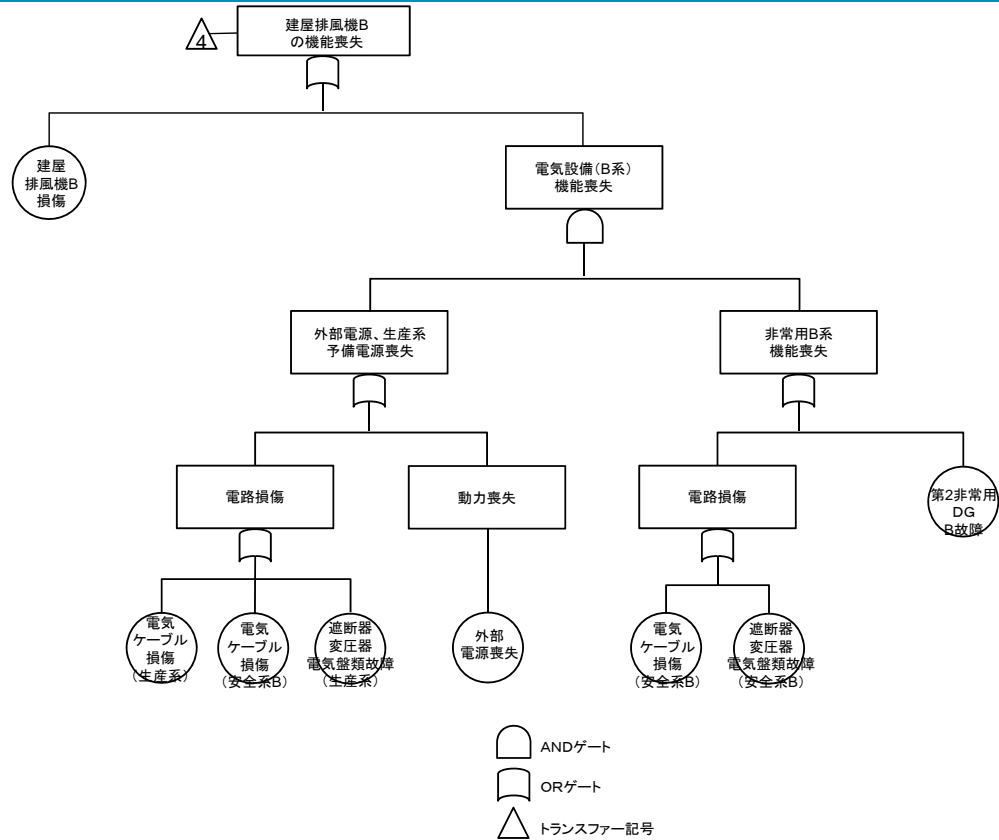 4
建屋排風機B
の機能喪失
建屋
排風機B
損傷
電気設備(B系)
機能喪失
外部電源、生産系
予備電源喪失
非常用B系
機能喪失
電路損傷
動力喪失
電路損傷
第2非常用
DG
B故障
電気
ケーブル
損傷
(生産系)
電気
ケーブル
損傷
(安全系B)
遮断器
変圧器
電気盤類故障
(生産系)
外部
電源喪失
電気
ケーブル
損傷
(安全系B)
遮断器
変圧器
電気盤類故障
(安全系B)
ANDゲート
ORゲート
トランスファー記号